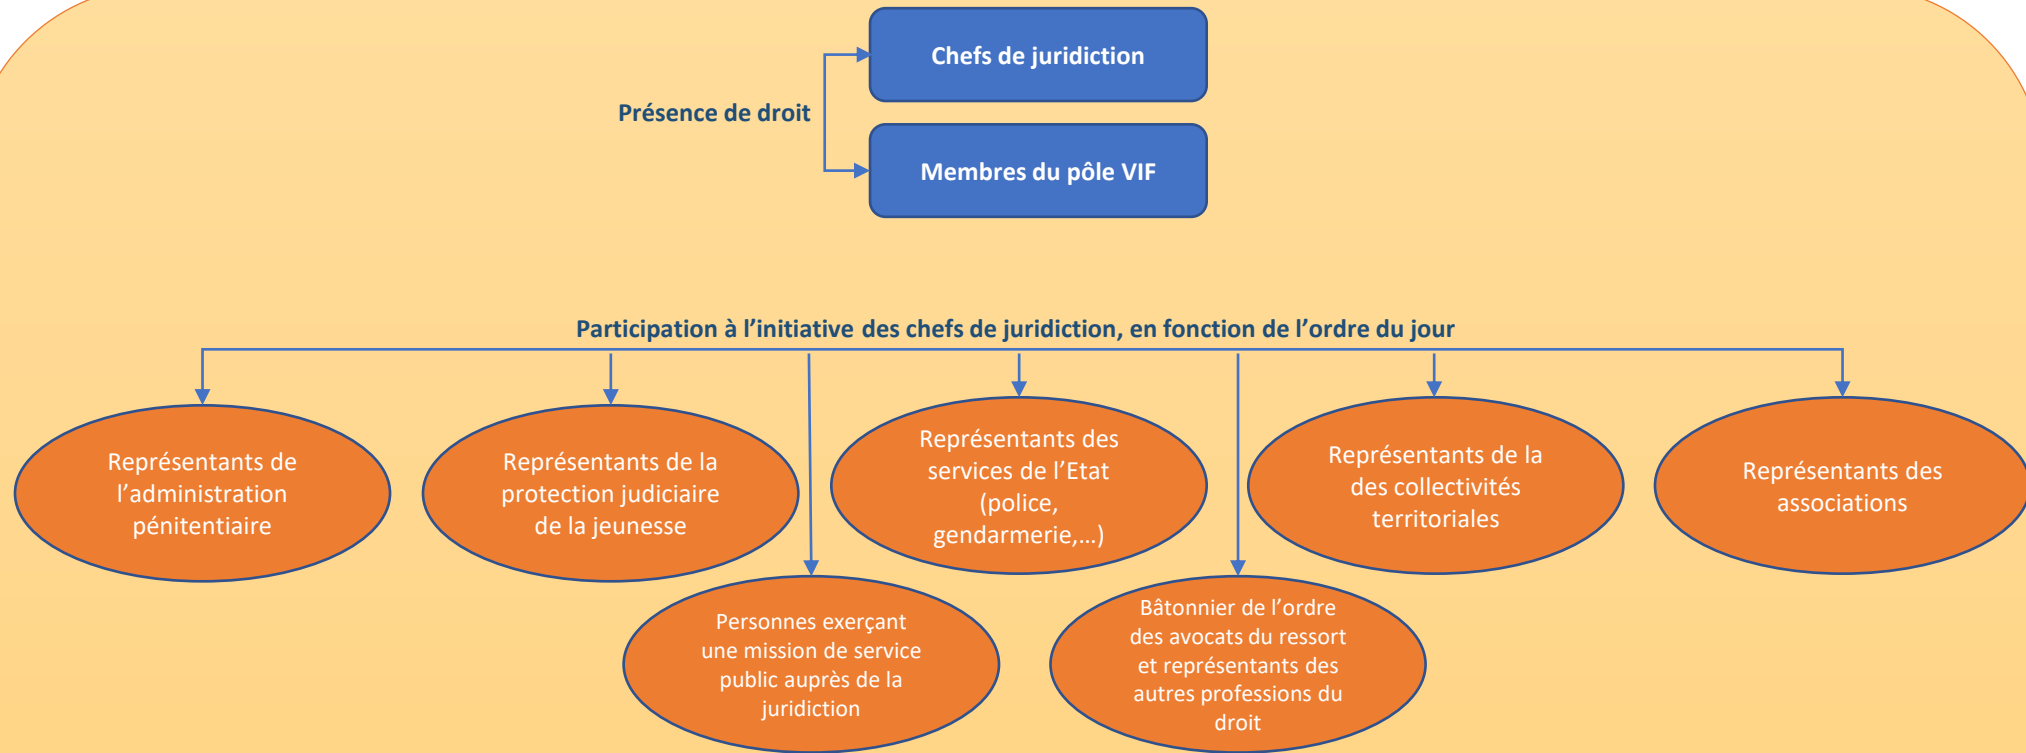 Chefs de juridiction
Présence de droit
Membres du pôle VIF
Participation à l’initiative des chefs de juridiction, en fonction de l’ordre du jour
Représentants de
l’administration
pénitentiaire
Représentants de la
protection judiciaire
de la jeunesse
Représentants des
services de l’Etat
(police,
gendarmerie,…)
Représentants de la
des collectivités
territoriales
Représentants des
associations
Personnes exerçant
une mission de service
public auprès de la
juridiction
Bâtonnier de l’ordre
des avocats du ressort
et représentants des
autres professions du
droit